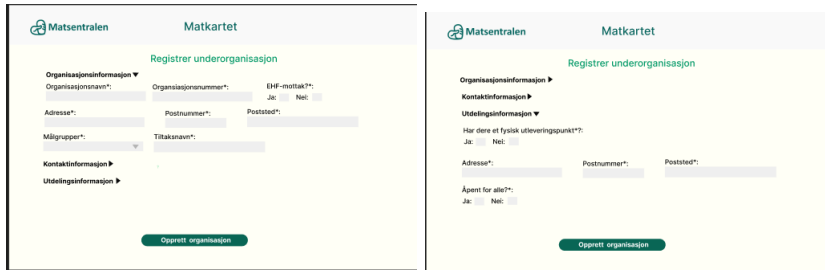 Matsentralen Matkartet
Registrer underorganisasjon
Organisasjonsinformasjon ▼
Organisasjonsnavn*: Organsiasjonsnummer*: EHF-mottak?*:
Ja: Nei:
Adresse*: Postnummer*: Poststed*:
Målgrupper*: Tiltaksnavn*:
Kontaktinformasjon ▶
Utdelingsinformasjon ▶
Opprett organisasjon
Matsentralen Matkartet
Registrer underorganisasjon
Organisasjonsinformasjon ▶
Kontaktinformasjon ▶
Utdelingsinformasjon ▼
Har dere et fysisk utleveringspunkt*?:
Ja: Nei:
Adresse*: Postnummer*: Poststed*:
Åpent for alle?*:
Ja: Nei:
Opprett organisasjon